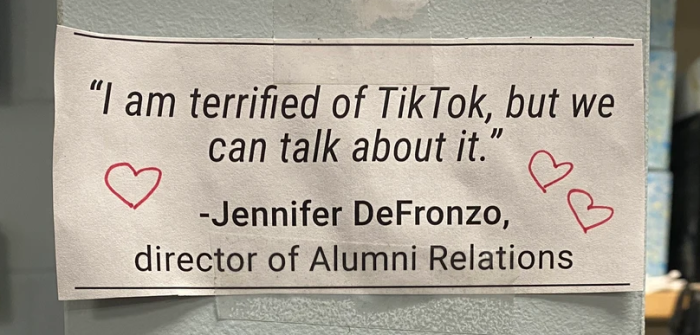 “I am terrified of TikTok, but we
can talk about it.”
-Jennifer DeFronzo,
director of Alumni Relations